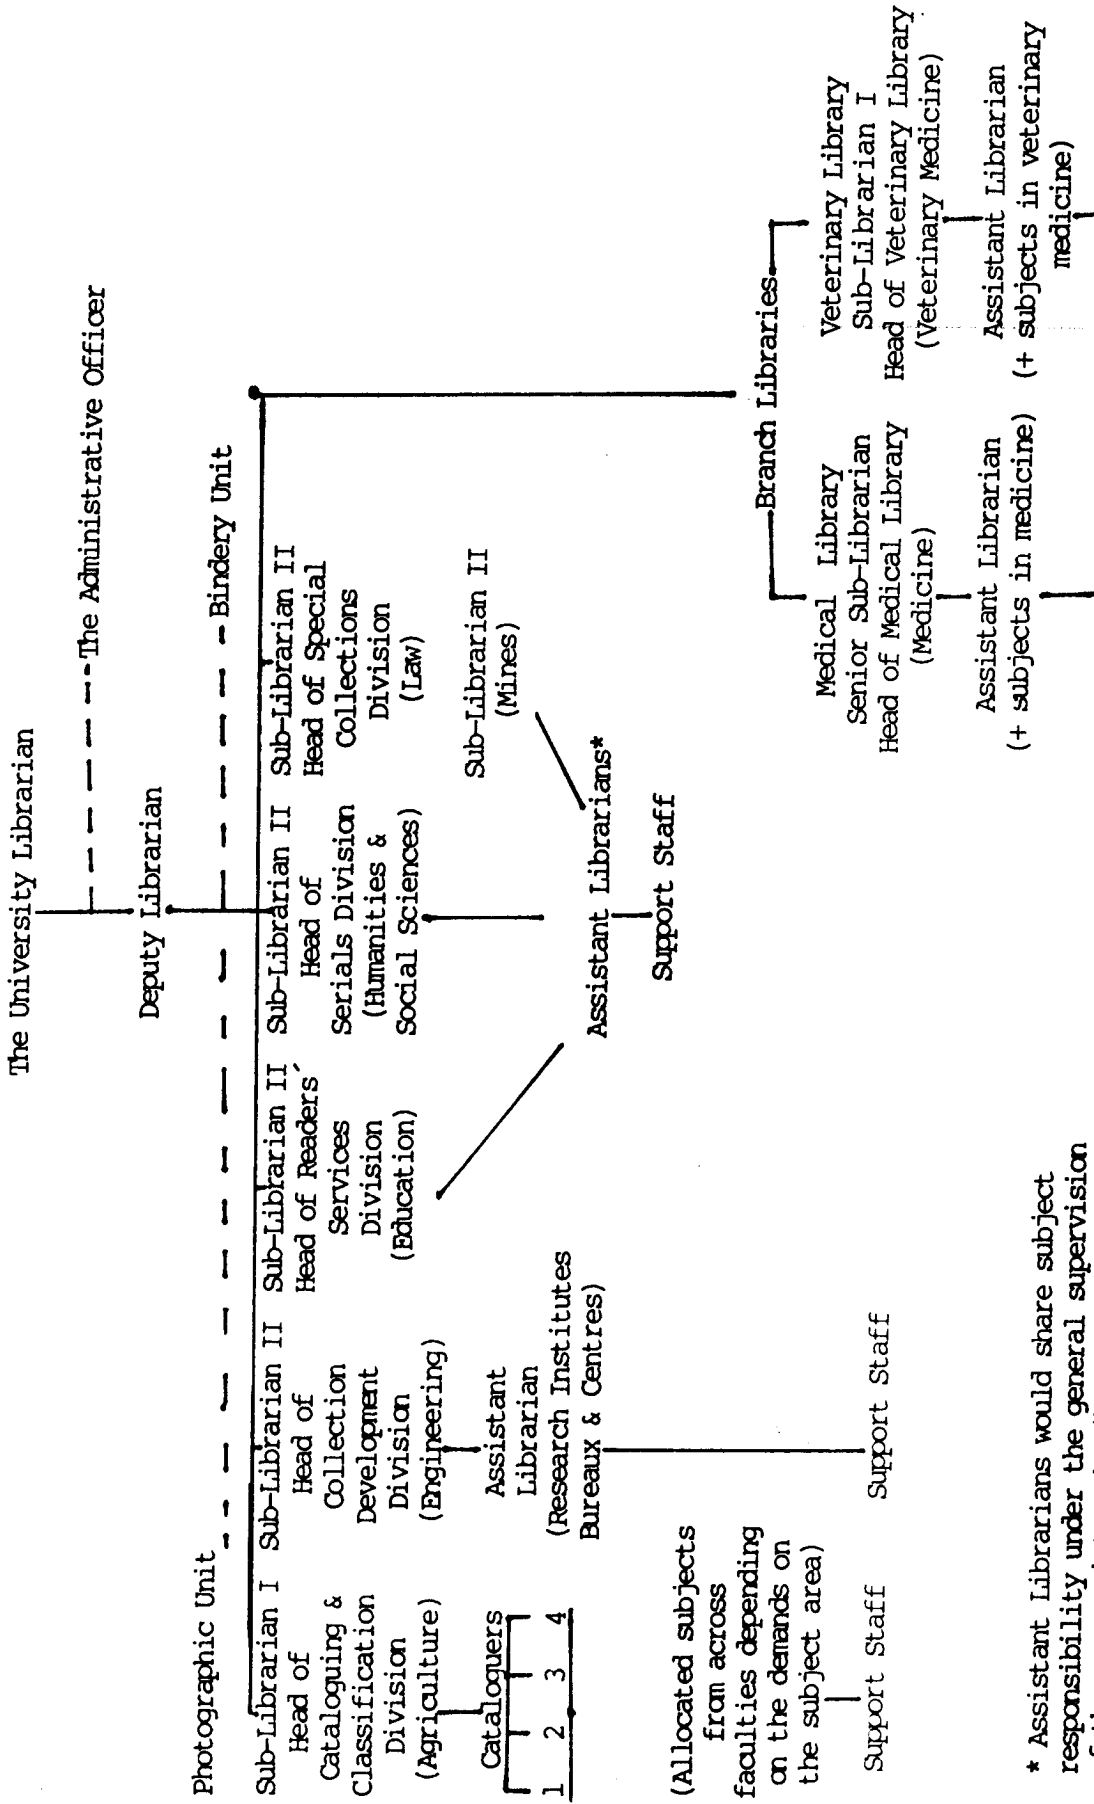 The University Librarian
The Administrative Officer
Deputy Librarian
Photographic Unit
Bindery Unit
Sub-Librarian I
Head of
Cataloguing &
Classification
Division
(Agriculture)
Cataloguers
1 2 3 4
(Allocated subjects
from across
faculties depending
on the demands on
the subject area)
Support Staff
Sub-Librarian II
Head of
Collection
Development
Division
(Engineering)
Assistant
Librarian
(Research Institutes
Bureaux & Centres)
Support Staff
Sub-Librarian II
Head of Readers'
Services
Division
(Education)
Sub-Librarian II
Head of
Serials Division
(Humanities &
Social Sciences)
Sub-Librarian II
Head of Special
Collections
Division
(Law)
Sub-Librarian II
(Mines)
Assistant Librarians*
Support Staff
Branch Libraries
Medical Library
Senior Sub-Librarian
Head of Medical Library
(Medicine)
Assistant Librarian
(+ subjects in medicine)
Veterinary Library
Sub-Librarian I
Head of Veterinary Library
(Veterinary Medicine)
Assistant Librarian
(+ subjects in veterinary
medicine)
* Assistant Librarians would share subject
responsibility under the general supervision